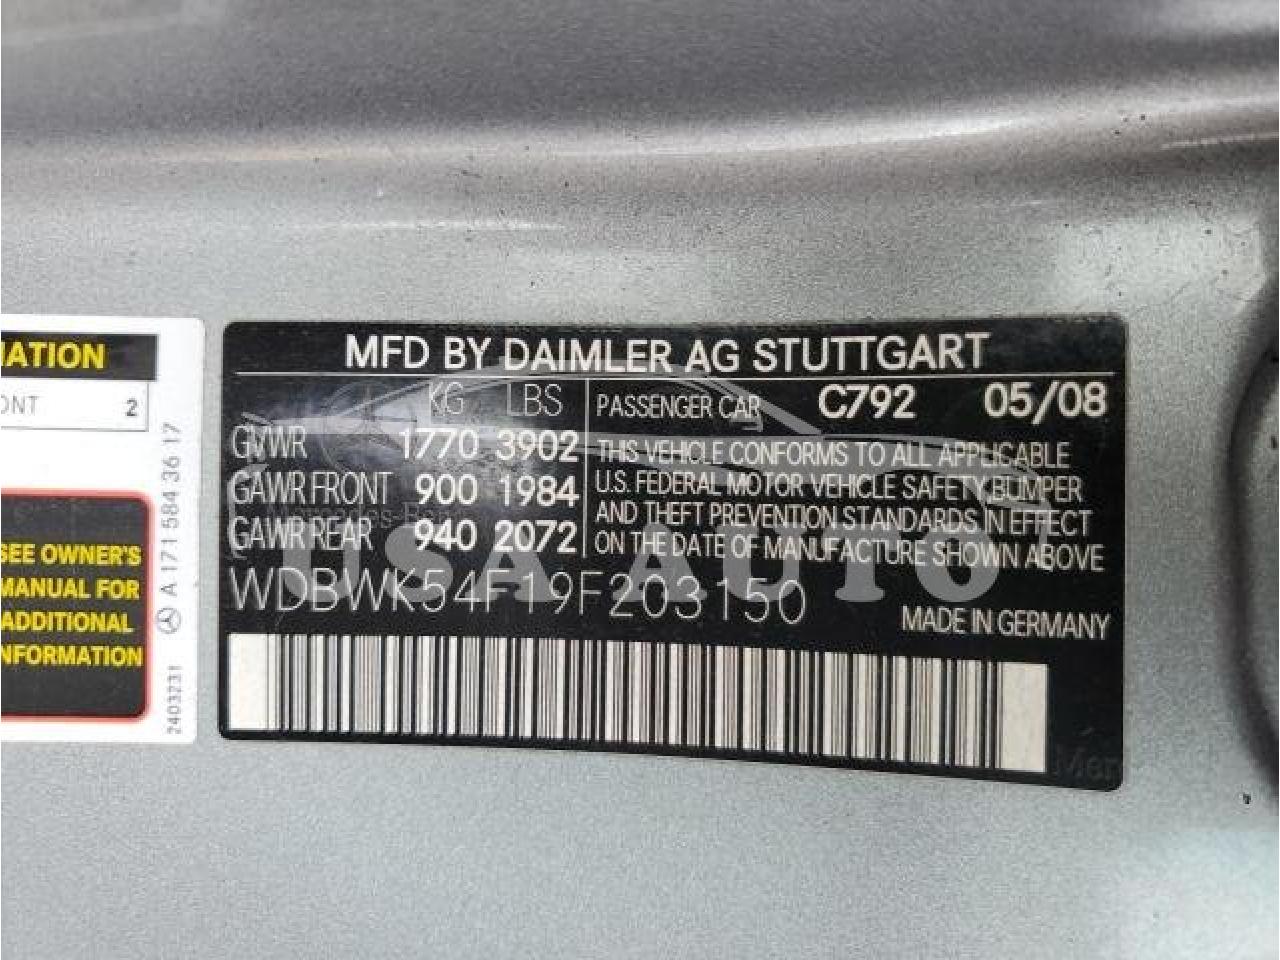 MATION
ONT 2
A 171 584 36 17
SEE OWNER'S
MANUAL FOR
ADDITIONAL
INFORMATION
2403231
MFD BY DAIMLER AG STUTTGART
KG LBS PASSENGER CAR C792 05/08
GVWR 1770 3902
GAWR FRONT 900 1984
GAWR REAR 940 2072
THIS VEHICLE CONFORMS TO ALL APPLICABLE
U.S. FEDERAL MOTOR VEHICLE SAFETY, BUMPER
AND THEFT PREVENTION STANDARDS IN EFFECT
ON THE DATE OF MANUFACTURE SHOWN ABOVE
WDBWK54F19F203150
MADE IN GERMANY
USA AUTO